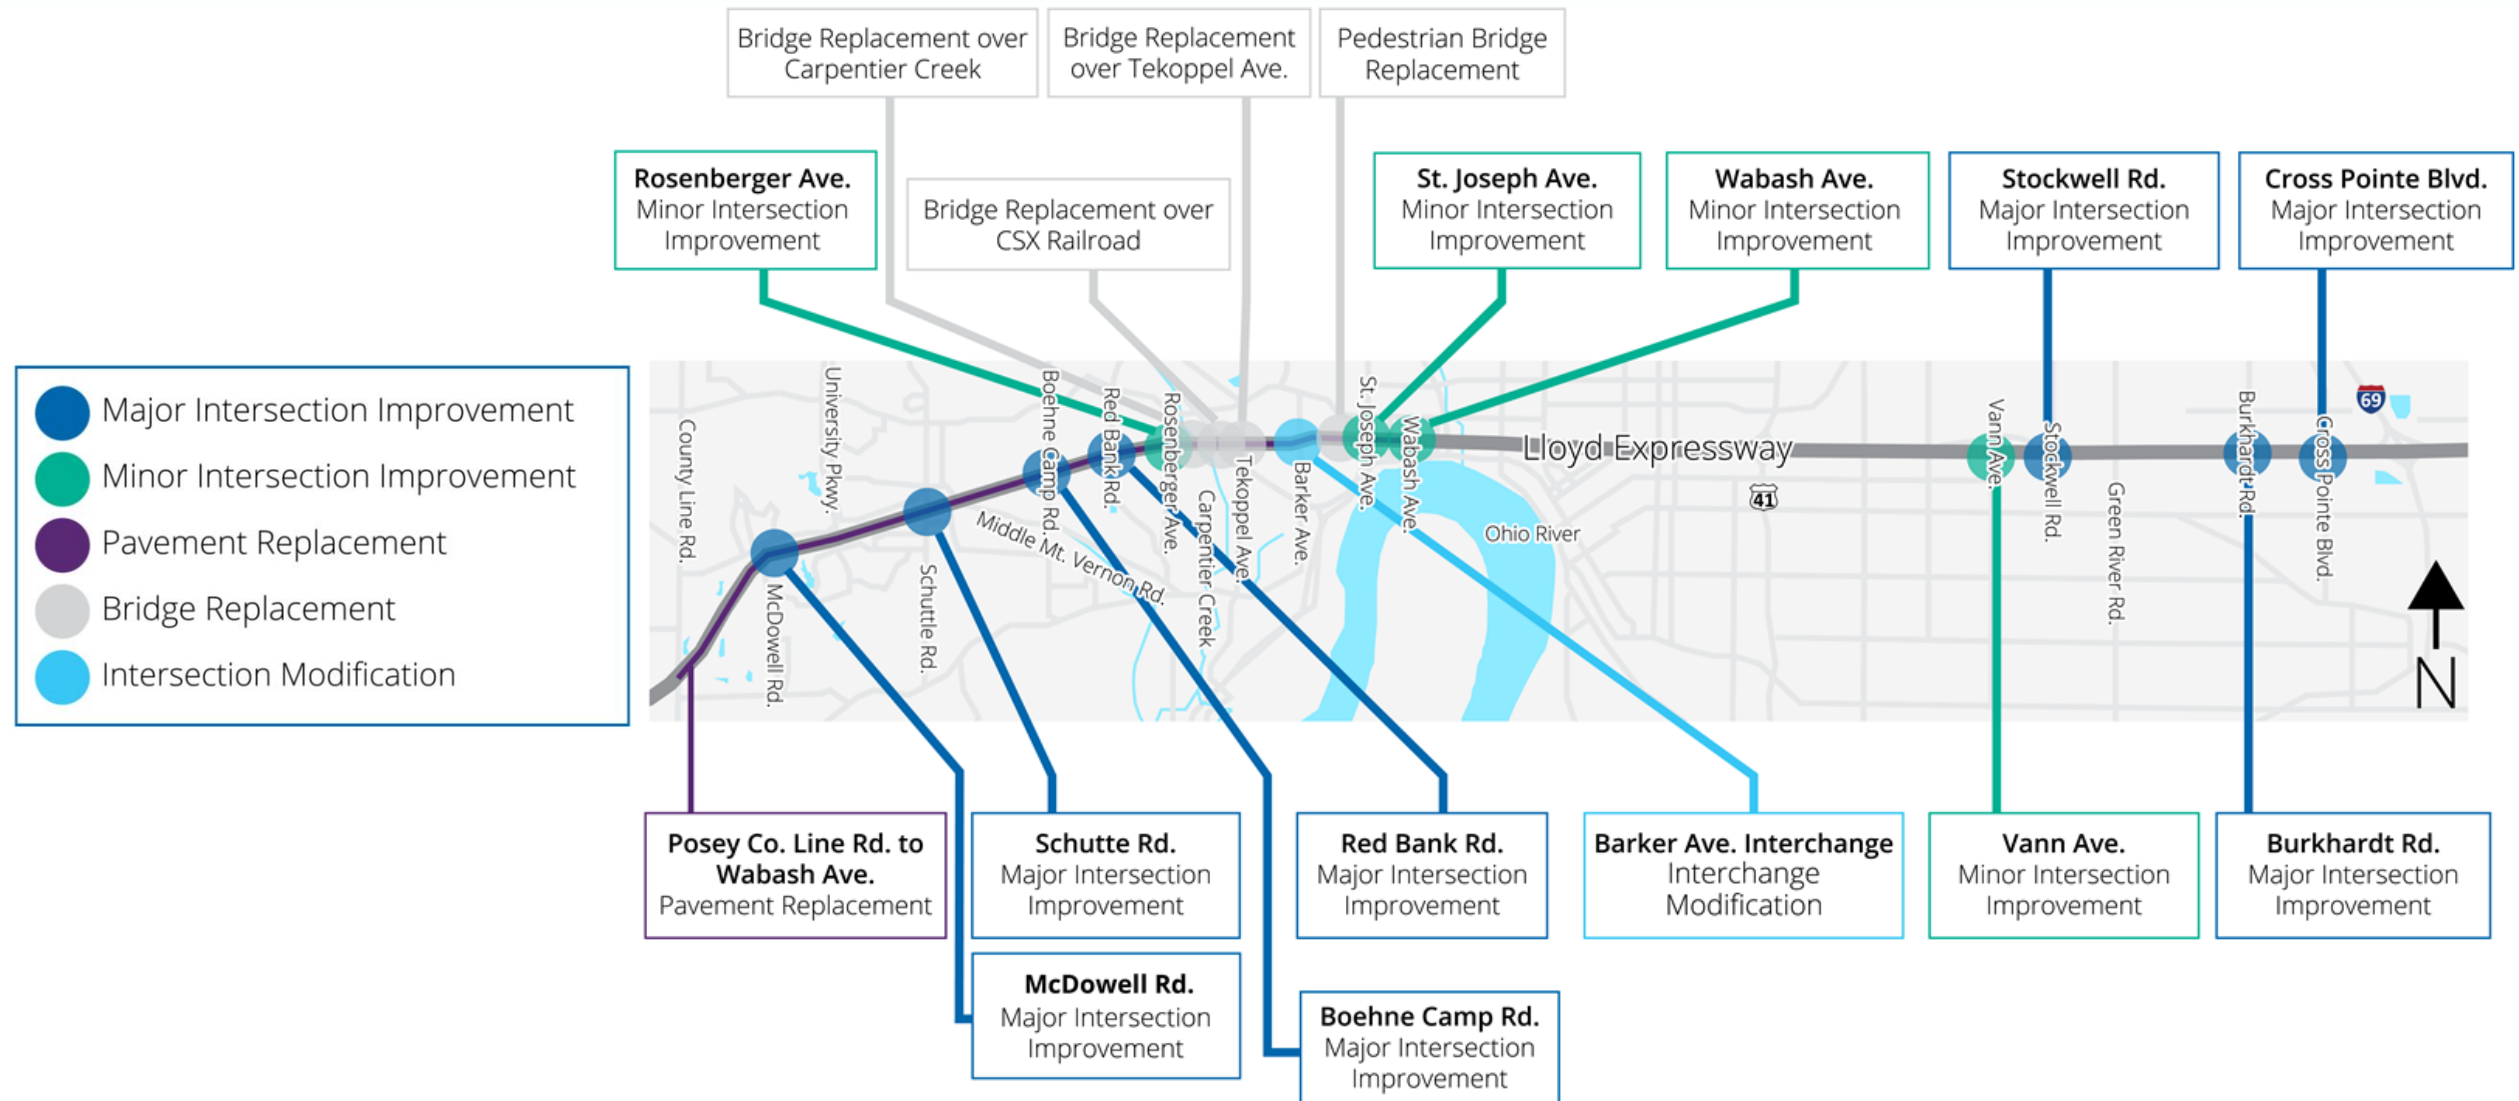 Bridge Replacement over
Carpentier Creek
Bridge Replacement
over Tekoppel Ave.
Pedestrian Bridge
Replacement
Rosenberger Ave.
Minor Intersection
Improvement
Bridge Replacement over
CSX Railroad
St. Joseph Ave.
Minor Intersection
Improvement
Wabash Ave.
Minor Intersection
Improvement
Stockwell Rd.
Major Intersection
Improvement
Cross Pointe Blvd.
Major Intersection
Improvement
Major Intersection Improvement
Minor Intersection Improvement
Pavement Replacement
Bridge Replacement
Intersection Modification
County Line Rd.
University Pkwy.
McDowell Rd.
Schuttle Rd.
Middle Mt. Vernon Rd.
Boehne Camp Rd.
Red Bank Rd.
Rosenberger Ave.
Carpentier Creek
Tekoppel Ave.
Barker Ave.
St. Joseph Ave.
Wabash Ave.
Ohio River
Lloyd Expressway
41
Vann Ave.
Stockwell Rd.
Green River Rd.
Burkhardt Rd.
Cross Pointe Blvd.
69
N
Posey Co. Line Rd. to
Wabash Ave.
Pavement Replacement
Schutte Rd.
Major Intersection
Improvement
Red Bank Rd.
Major Intersection
Improvement
Barker Ave. Interchange
Interchange
Modification
Vann Ave.
Minor Intersection
Improvement
Burkhardt Rd.
Major Intersection
Improvement
McDowell Rd.
Major Intersection
Improvement
Boehne Camp Rd.
Major Intersection
Improvement